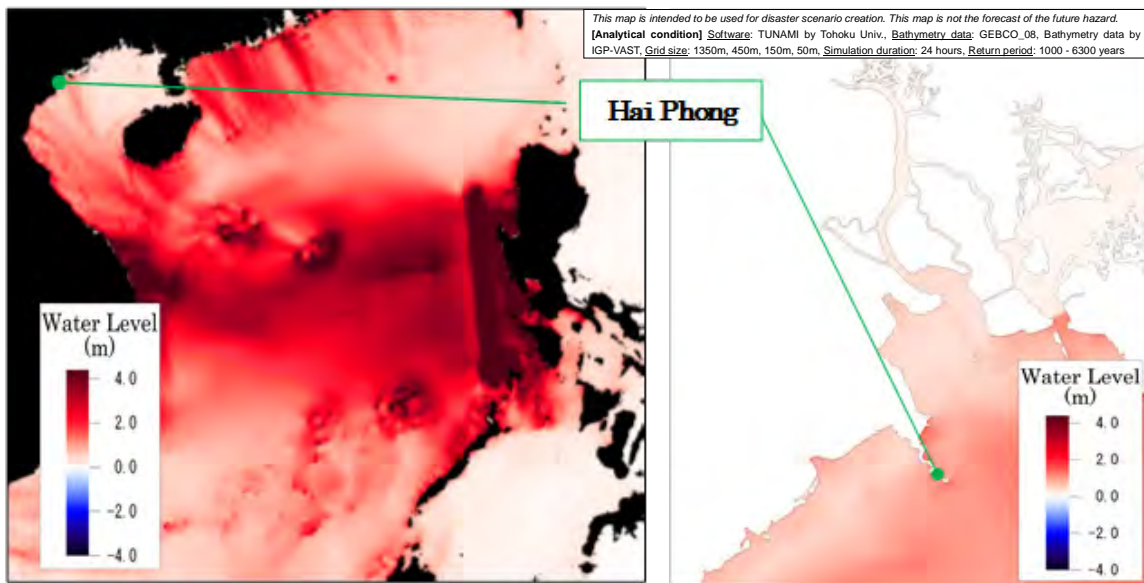 This map is intended to be used for disaster scenario creation. This map is not the forecast of the future hazard.
[Analytical condition] Software: TUNAMI by Tohoku Univ., Bathymetry data: GEBCO_08, Bathymetry data by
IGP-VAST, Grid size: 1350m, 450m, 150m, 50m, Simulation duration: 24 hours, Return period: 1000 - 6300 years
Hai Phong
Water Level
(m)
4.0
2.0
0.0
-2.0
-4.0
Water Level
(m)
4.0
2.0
0.0
-2.0
-4.0